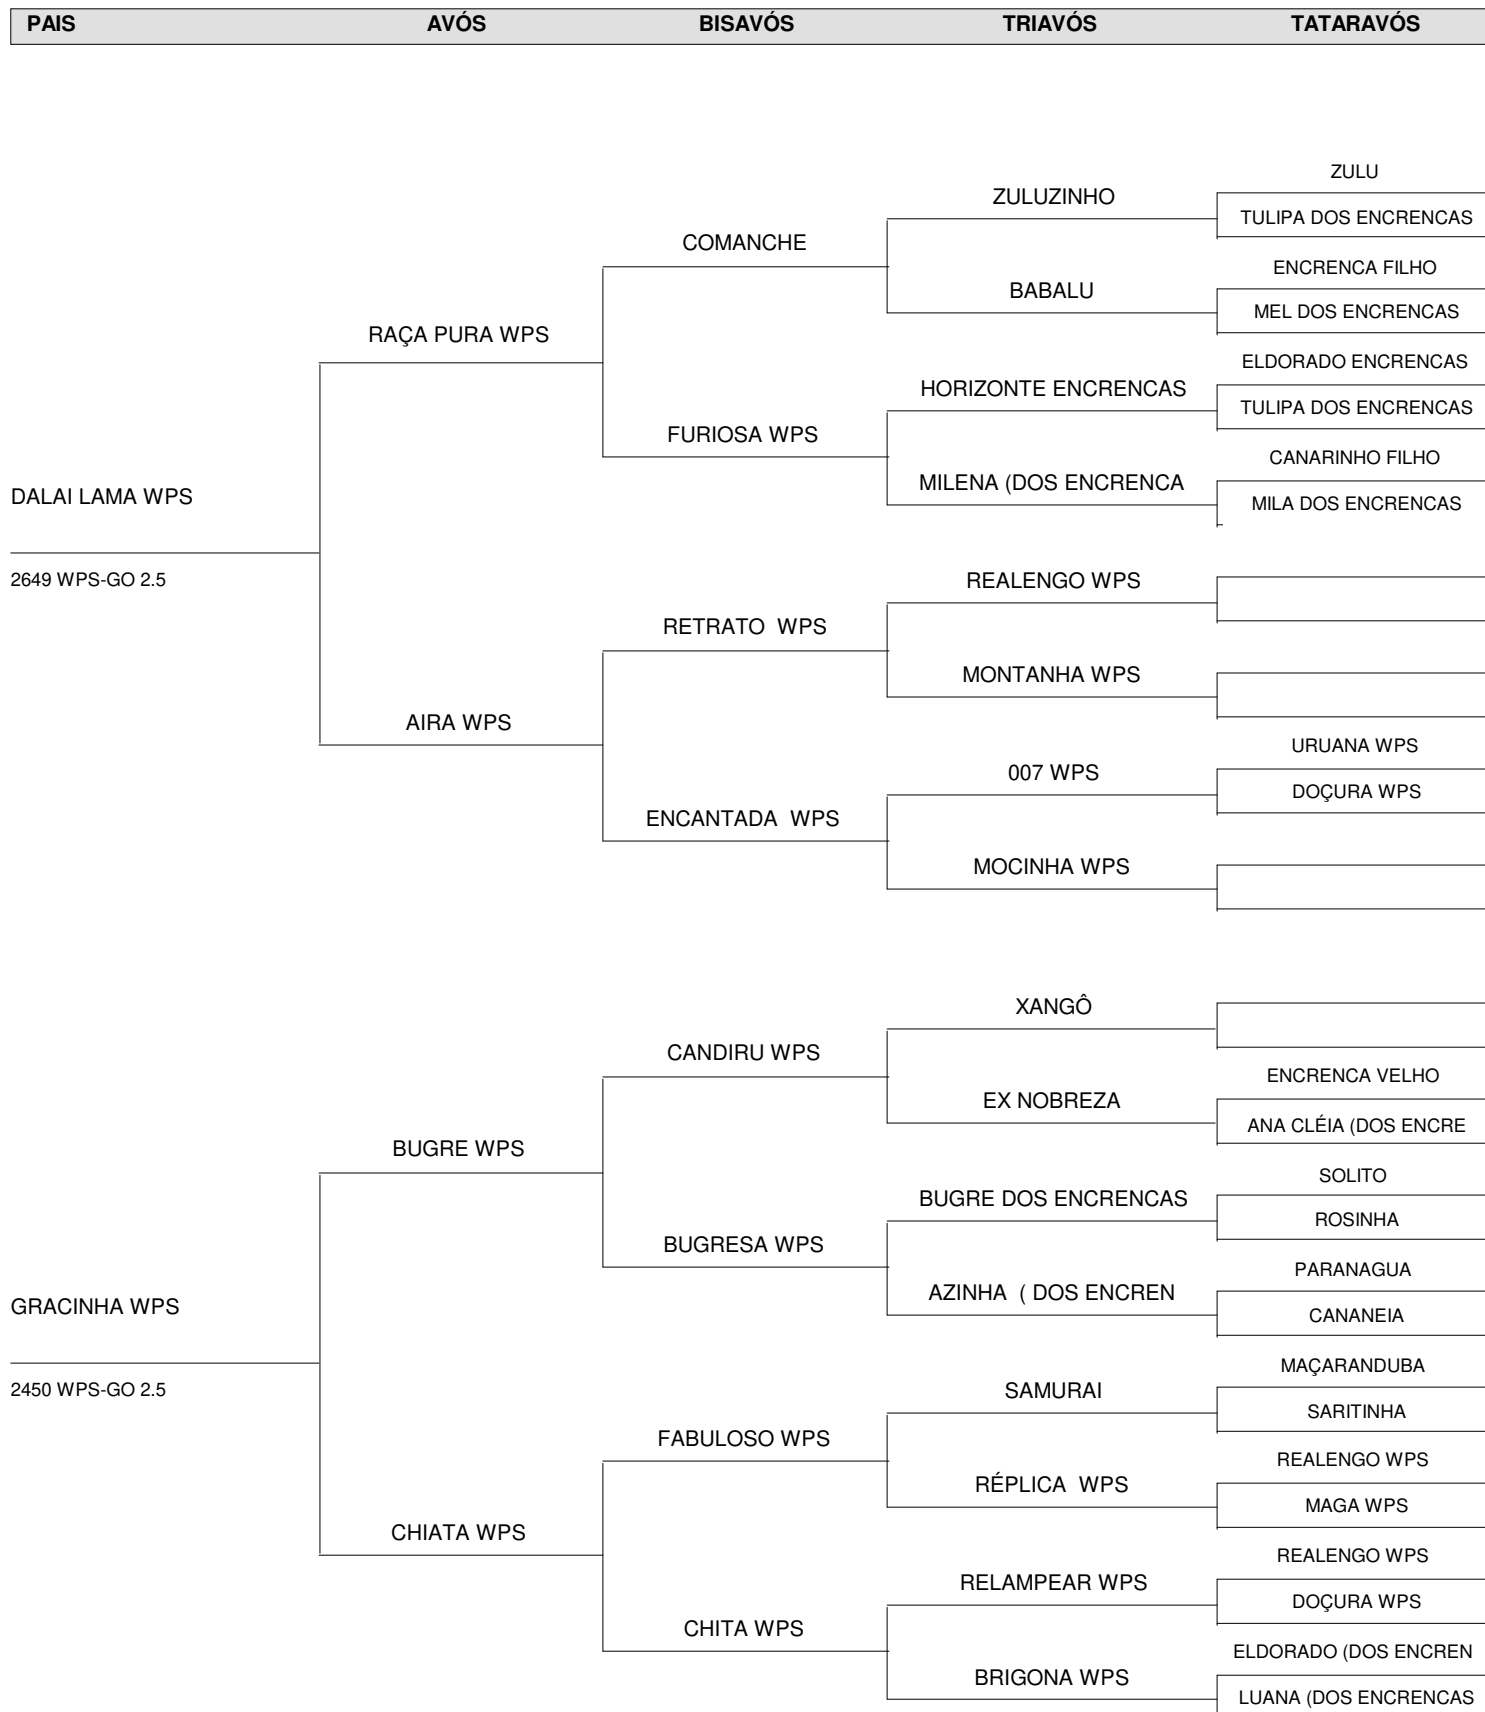 PAIS AVÓS BISAVÓS TRIAVÓS TATARAVÓS
ZULU
ZULUZINHO
TULIPA DOS ENCRENCAS
COMANCHE
ENCRENCA FILHO
BABALU
MEL DOS ENCRENCAS
RAÇA PURA WPS
ELDORADO ENCRENCAS
HORIZONTE ENCRENCAS
TULIPA DOS ENCRENCAS
FURIOSA WPS
CANARINHO FILHO
MILENA (DOS ENCRENCA
MILA DOS ENCRENCAS
DALAI LAMA WPS
2649 WPS-GO 2.5
REALENGO WPS
RETRATO  WPS
MONTANHA WPS
AIRA WPS
URUANA WPS
007 WPS
DOÇURA WPS
ENCANTADA  WPS
MOCINHA WPS
XANGÔ
CANDIRU WPS
ENCRENCA VELHO
EX NOBREZA
ANA CLÉIA (DOS ENCRE
BUGRE WPS
SOLITO
BUGRE DOS ENCRENCAS
ROSINHA
BUGRESA WPS
PARANAGUA
AZINHA  ( DOS ENCREN
CANANEIA
GRACINHA WPS
2450 WPS-GO 2.5
MAÇARANDUBA
SAMURAI
SARITINHA
FABULOSO WPS
REALENGO WPS
RÉPLICA  WPS
MAGA WPS
CHIATA WPS
REALENGO WPS
RELAMPEAR WPS
DOÇURA WPS
CHITA WPS
ELDORADO (DOS ENCREN
BRIGONA WPS
LUANA (DOS ENCRENCAS